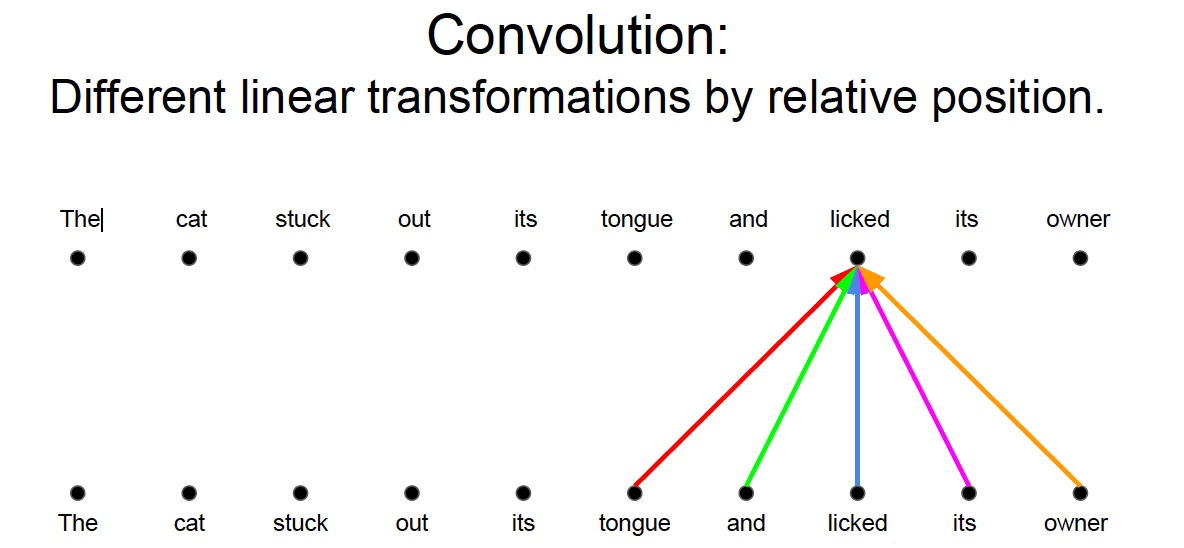 Convolution:
Different linear transformations by relative position.
The cat stuck out its tongue and licked its owner
The cat stuck out its tongue and licked its owner